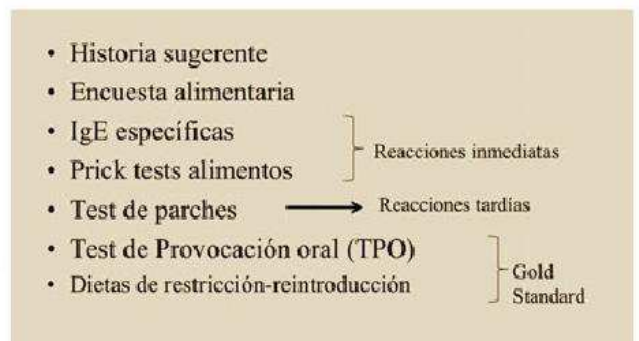 • Historia sugerente
• Encuesta alimentaria
• IgE específicas
• Prick tests alimentos
Reacciones inmediatas
• Test de parches
Reacciones tardías
• Test de Provocación oral (TPO)
• Dietas de restricción-reintroducción
Gold
Standard